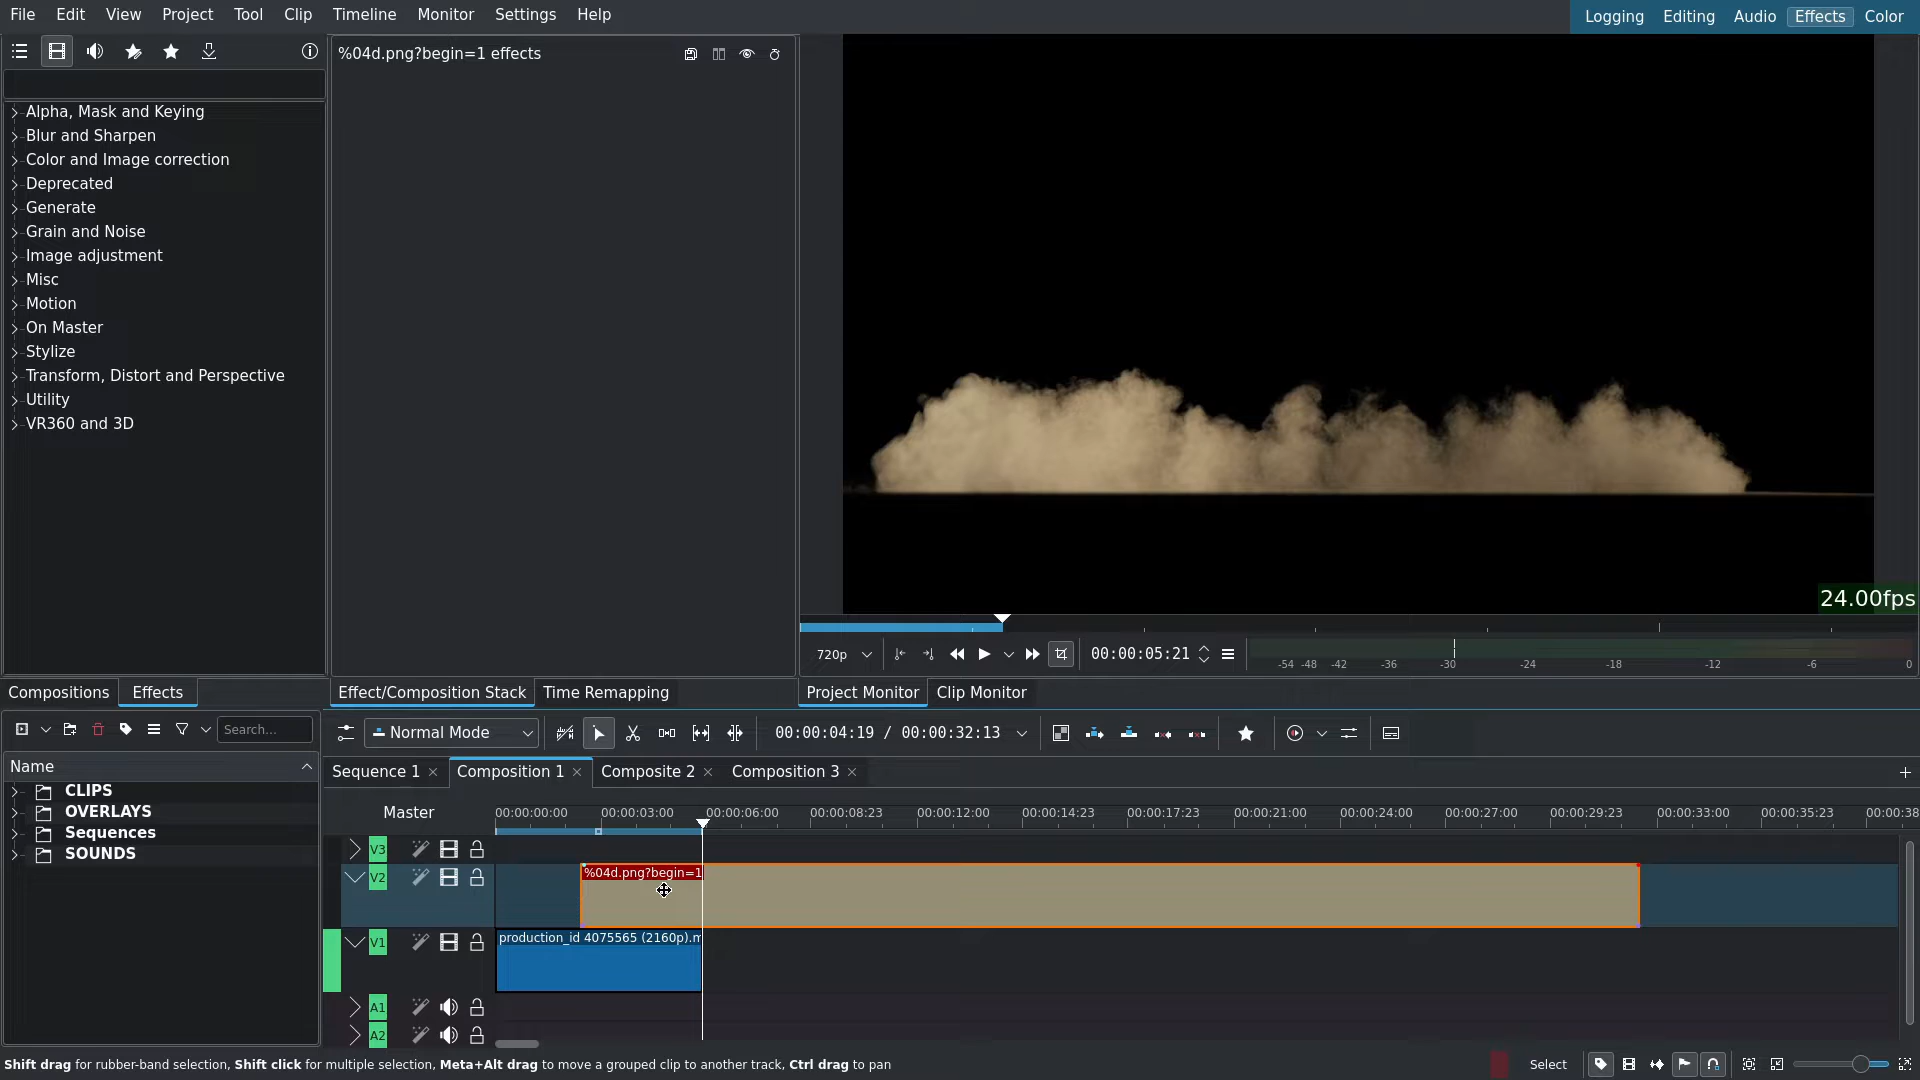 File Edit View Project Tool Clip Timeline Monitor Settings Help
Logging Editing Audio Effects Color
%04d.png?begin=1 effects
Alpha, Mask and Keying
Blur and Sharpen
Color and Image correction
Deprecated
Generate
Grain and Noise
Image adjustment
Misc
Motion
On Master
Stylize
Transform, Distort and Perspective
Utility
VR360 and 3D
24.00fps
720p 00:00:05:21
-54 -48 -42 -36 -30 -24 -18 -12 -6 0
Compositions Effects Effect/Composition Stack Time Remapping Project Monitor Clip Monitor
Search... Normal Mode 00:00:04:19 / 00:00:32:13
Name
CLIPS
OVERLAYS
Sequences
SOUNDS
Sequence 1 Composition 1 Composite 2 Composition 3
Master 00:00:00:00 00:00:03:00 00:00:06:00 00:00:08:23 00:00:12:00 00:00:14:23 00:00:17:23 00:00:21:00 00:00:24:00 00:00:27:00 00:00:29:23 00:00:33:00 00:00:35:23 00:00:38
V3
V2 %04d.png?begin=1
V1 production_id 4075565 (2160p).m
A1
A2
Shift drag for rubber-band selection, Shift click for multiple selection, Meta+Alt drag to move a grouped clip to another track, Ctrl drag to pan
Select